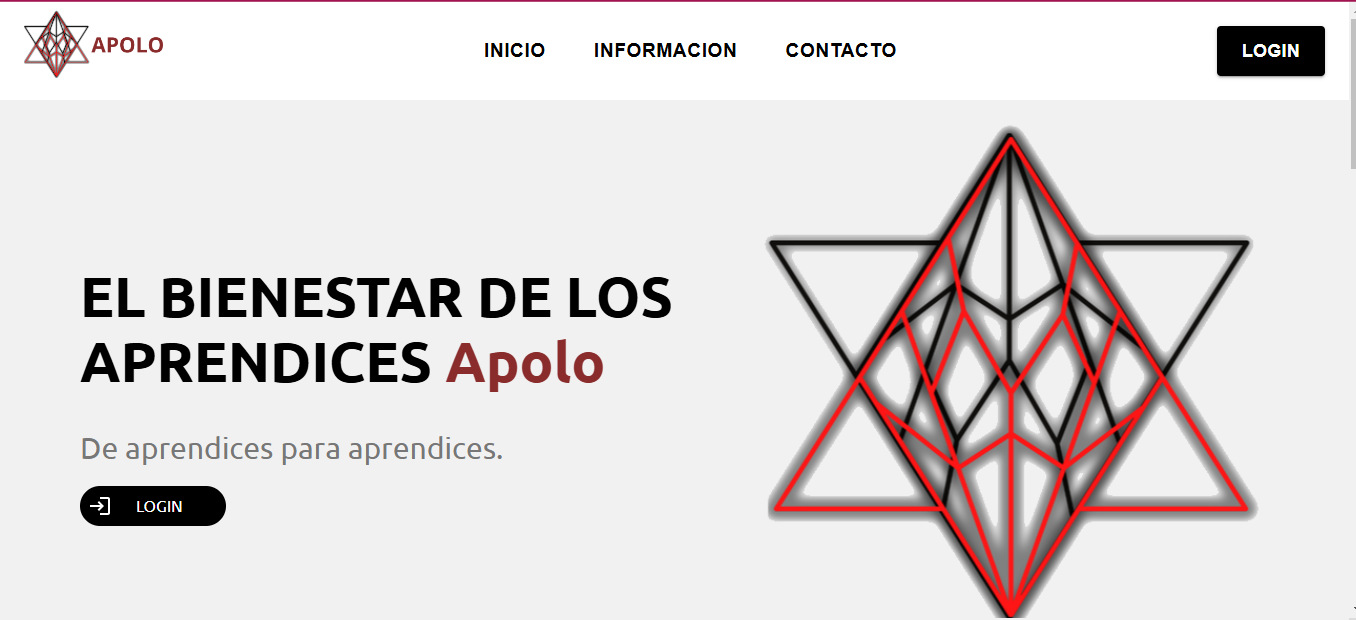 APOLO
INICIO
INFORMACION
CONTACTO
LOGIN
EL BIENESTAR DE LOS
APRENDICES Apolo
De aprendices para aprendices.
LOGIN